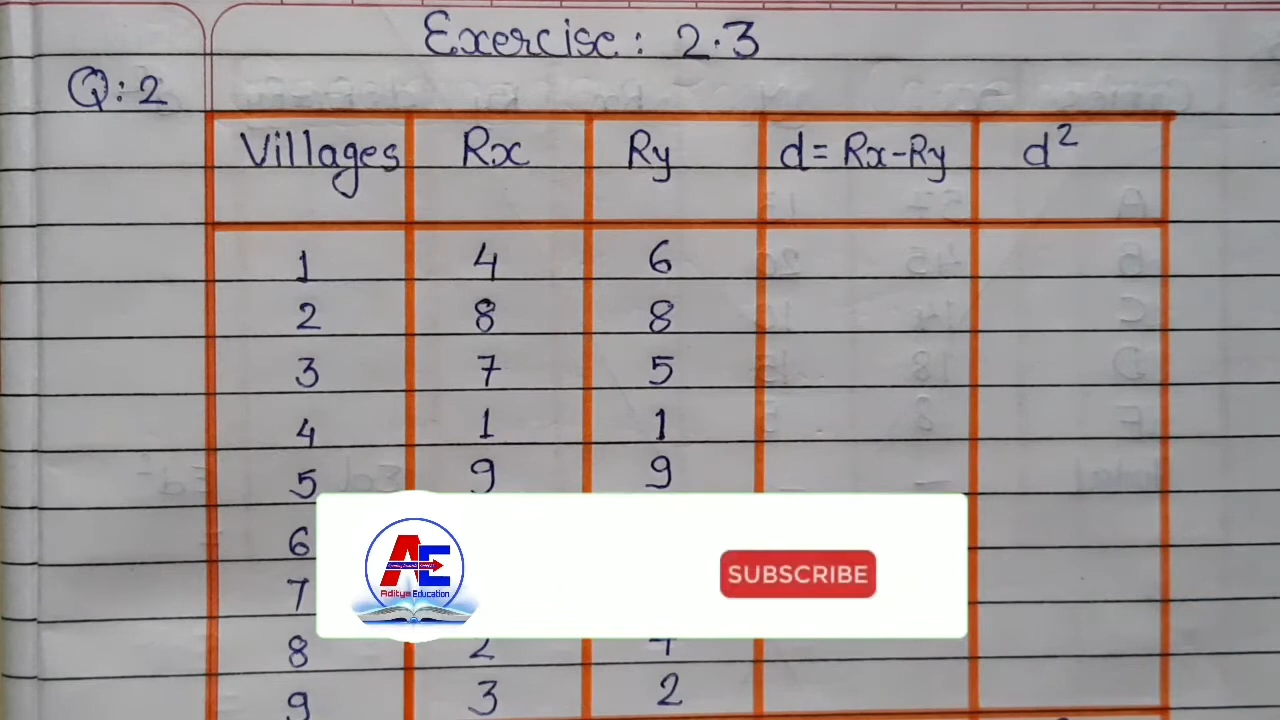 Exercise: 2.3
Q:2
Villages Rx Ry d= Rx-Ry d²
1 4 6
2 8 8
3 7 5
4 1 1
5 9 9
6
7
8 2
9 3 2
AE
Aditya Education
SUBSCRIBE